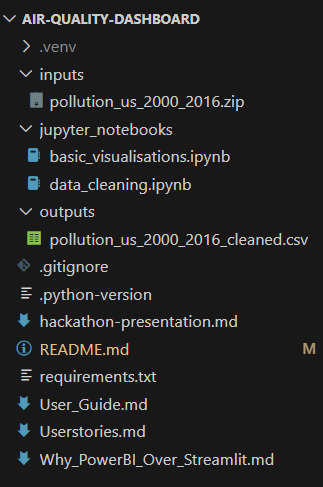 AIR-QUALITY-DASHBOARD
.venv
inputs
pollution_us_2000_2016.zip
jupyter_notebooks
basic_visualisations.ipynb
data_cleaning.ipynb
outputs
pollution_us_2000_2016_cleaned.csv
.gitignore
.python-version
hackathon-presentation.md
README.md M
requirements.txt
User_Guide.md
Userstories.md
Why_PowerBI_Over_Streamlit.md